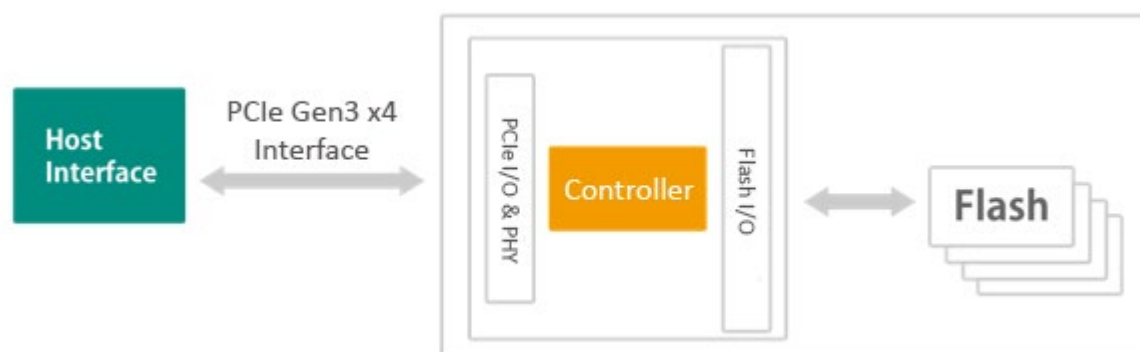 Host
Interface
PCIe Gen3 x4
Interface
PCIe I/O & PHY
Controller
Flash I/O
Flash